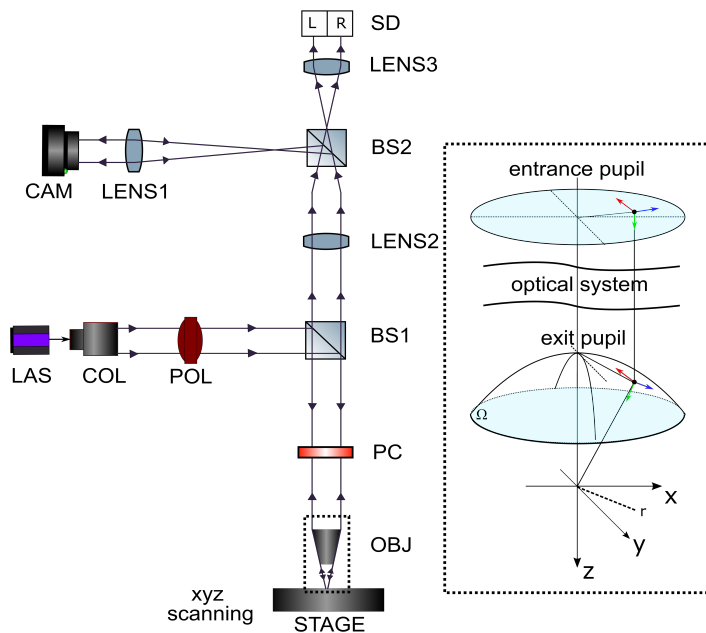 L R SD
LENS3
BS2
CAM LENS1
LENS2
BS1
LAS COL POL
PC
OBJ
xyz
scanning
STAGE
entrance pupil
optical system
exit pupil
Ω
x
r
y
z